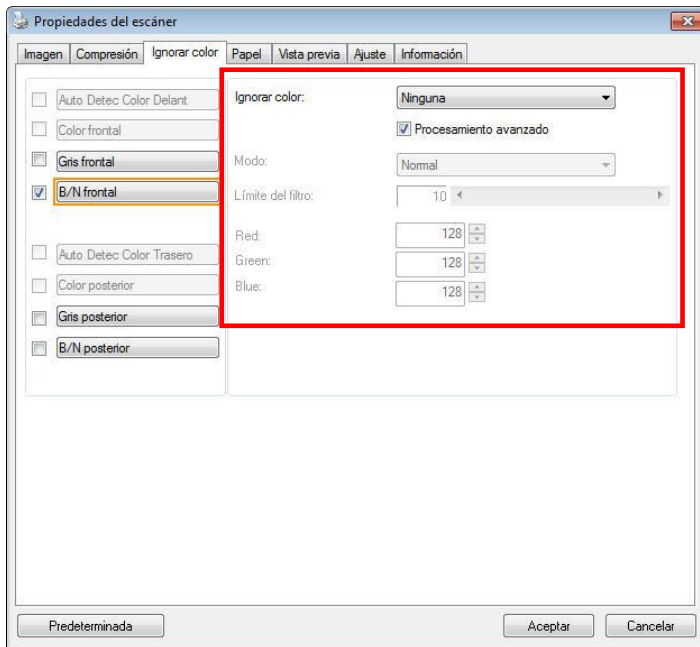 Propiedades del escáner
Imagen Compresión Ignorar color Papel Vista previa Ajuste Información
Auto Detec Color Delant
Color frontal
Gris frontal
B/N frontal
Auto Detec Color Trasero
Color posterior
Gris posterior
B/N posterior
Ignorar color: Ninguna
Procesamiento avanzado
Modo: Normal
Límite del filtro: 10
Red: 128
Green: 128
Blue: 128
Predeterminada Aceptar Cancelar